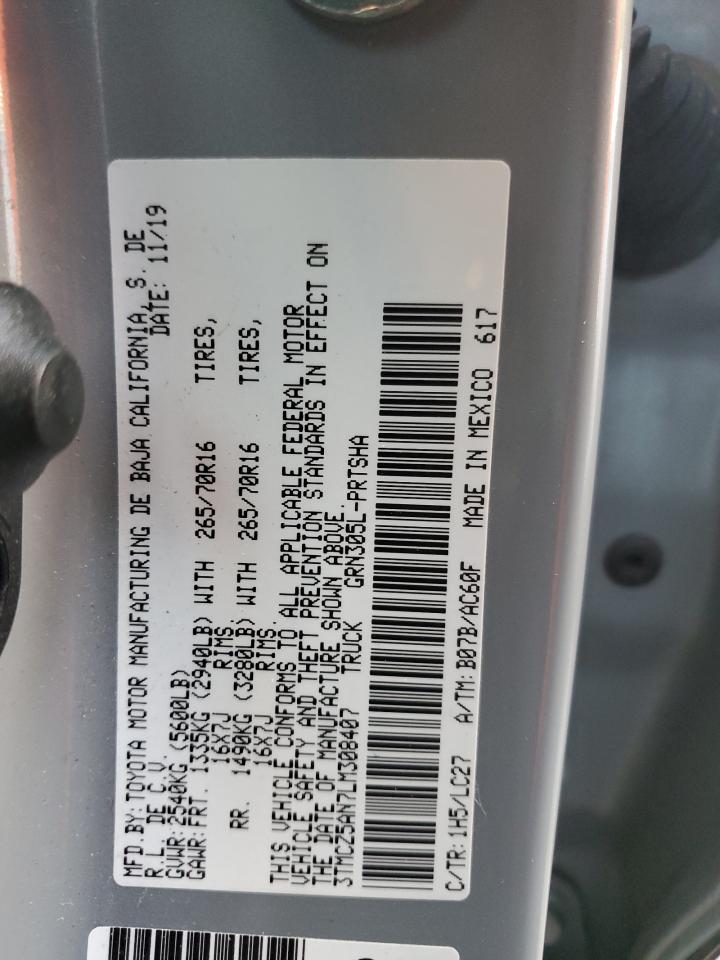 MFD.BY:TOYOTA MOTOR MANUFACTURING DE BAJA CALIFORNIA, S. DE
R.L. DE C.V. DATE: 11/19
GVWR:2540KG (5600LB)
GAWR:FRT. 1335KG (2940LB) WITH 265/70R16 TIRES,
16X7J RIMS,
RR. 1490KG (3280LB) WITH 265/70R16 TIRES,
16X7J RIMS.
THIS VEHICLE CONFORMS TO ALL APPLICABLE FEDERAL MOTOR
VEHICLE SAFETY AND THEFT PREVENTION STANDARDS IN EFFECT ON
THE DATE OF MANUFACTURE SHOWN ABOVE.
3TMCZ5AN7LM308407 TRUCK GRN305L-PRTSHA
C/TR:1H5/LC27 A/TM:B07B/AC60F MADE IN MEXICO 617